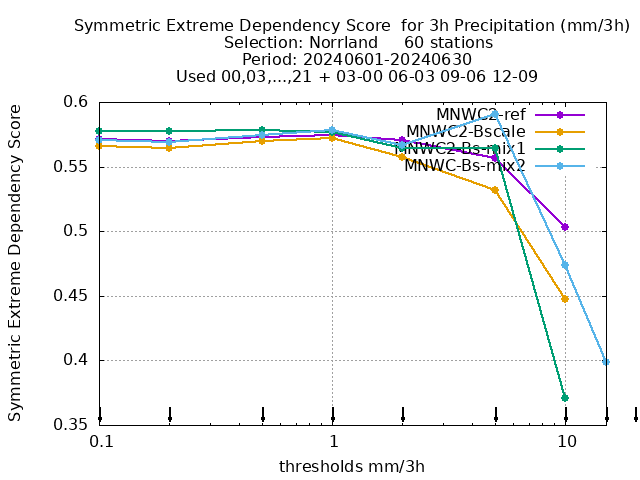 Symmetric Extreme Dependency Score  for 3h Precipitation (mm/3h)
Selection: Norrland     60 stations
Period: 20240601-20240630
Used 00,03,...,21 + 03-00 06-03 09-06 12-09
Symmetric Extreme Dependency Score
0.6
0.55
0.5
0.45
0.4
0.35
MNWC2-ref
MNWC2-Bscale
MNWC2-Bs-mix1
MNWC-Bs-mix2
0.1
1
10
thresholds mm/3h